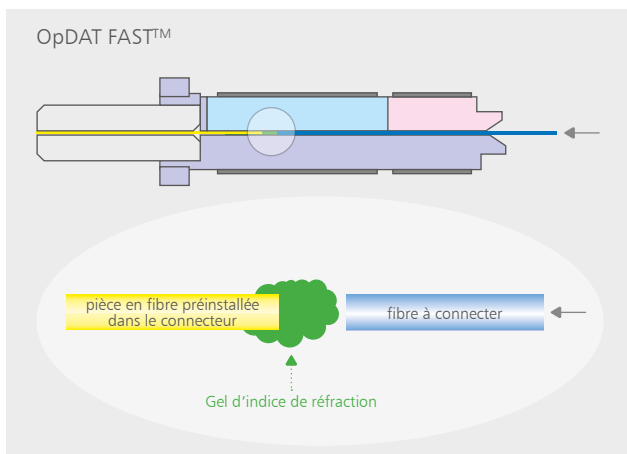 OpDAT FAST™
pièce en fibre préinstallée
dans le connecteur
fibre à connecter
Gel d'indice de réfraction